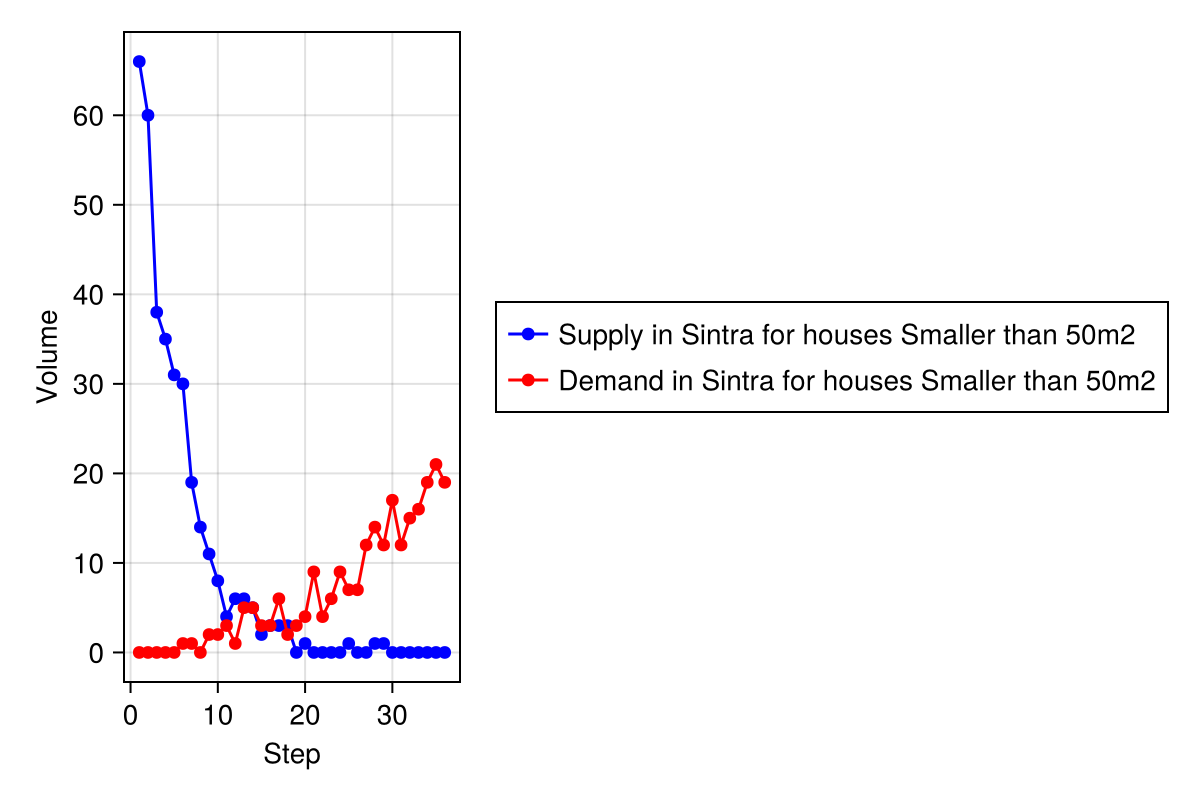 Volume
60
50
40
30
20
10
0
0 10 20 30
Step
Supply in Sintra for houses Smaller than 50m2
Demand in Sintra for houses Smaller than 50m2